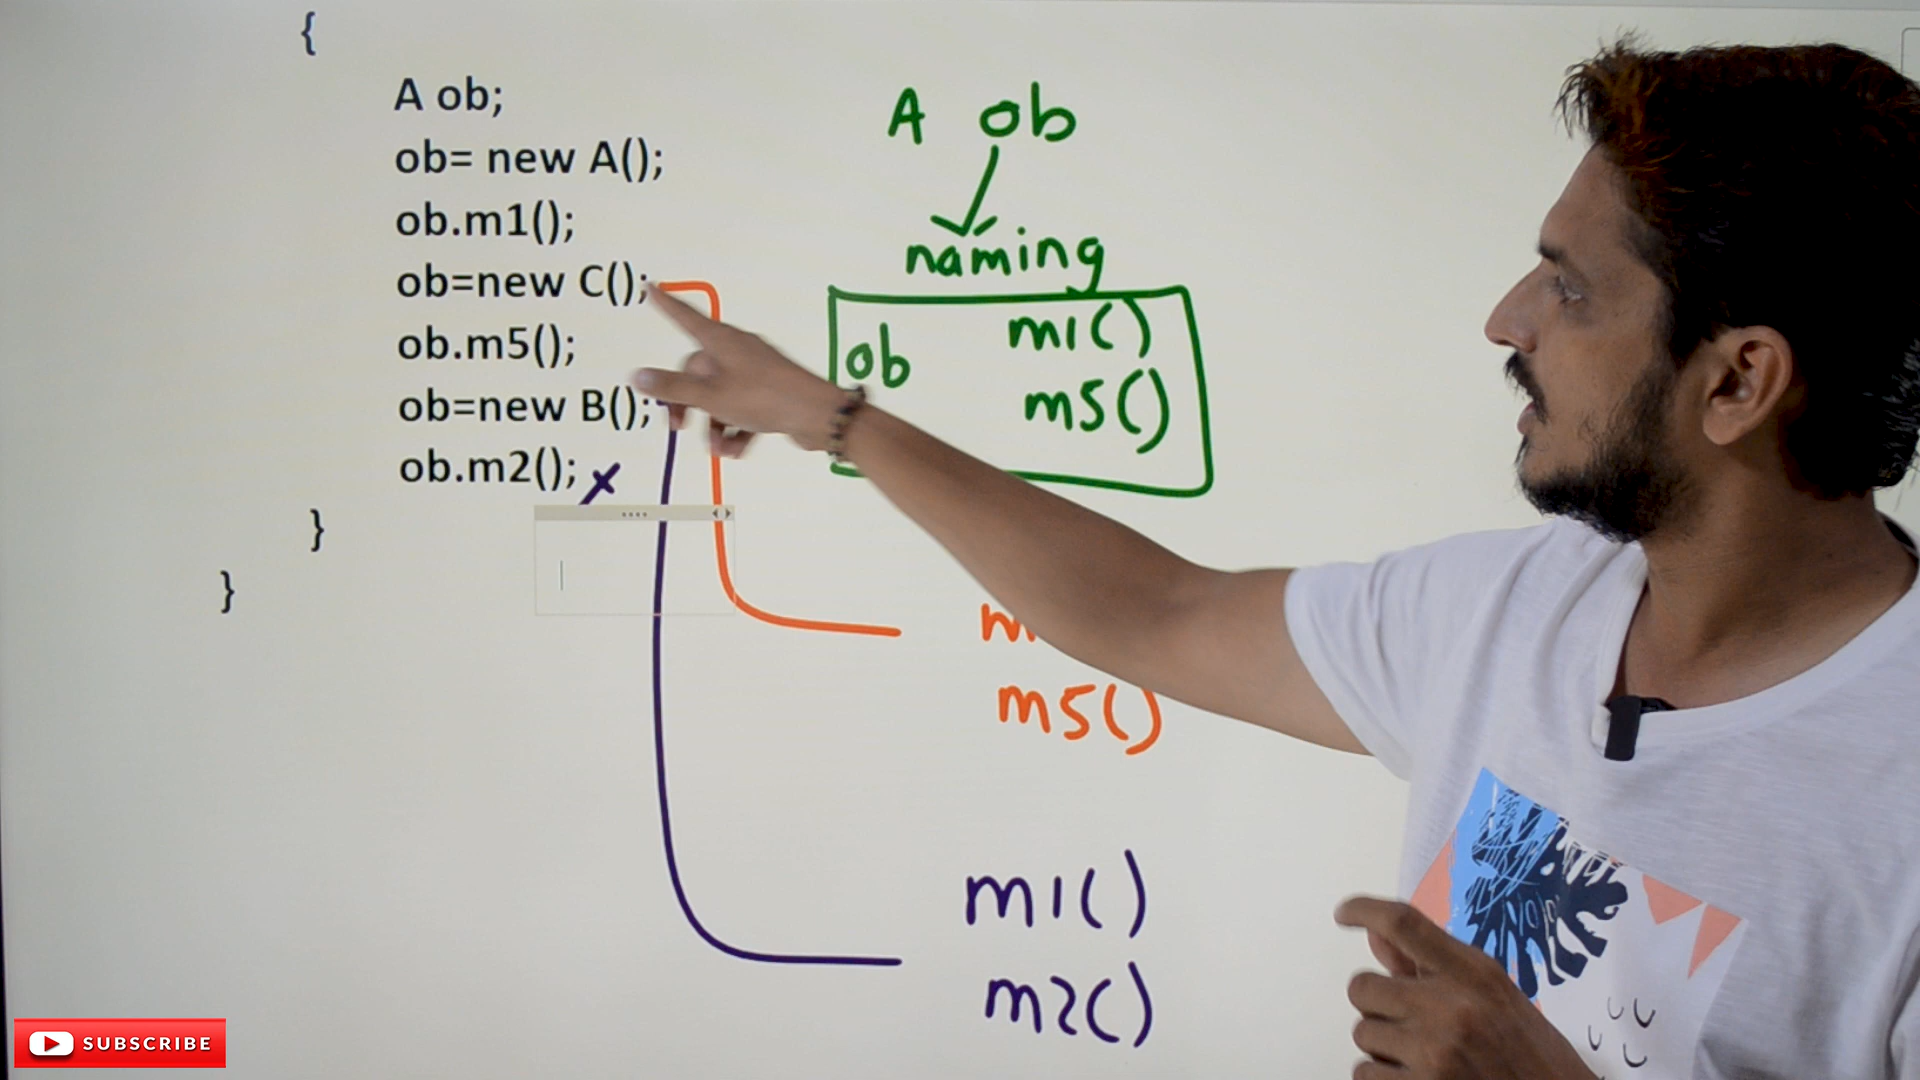 {
A ob;
ob= new A();
ob.m1();
ob=new C();
ob.m5();
ob=new B();
ob.m2(); x
}
}
A ob
naming
ob m1()
m5()
m5()
m1()
m2()
SUBSCRIBE